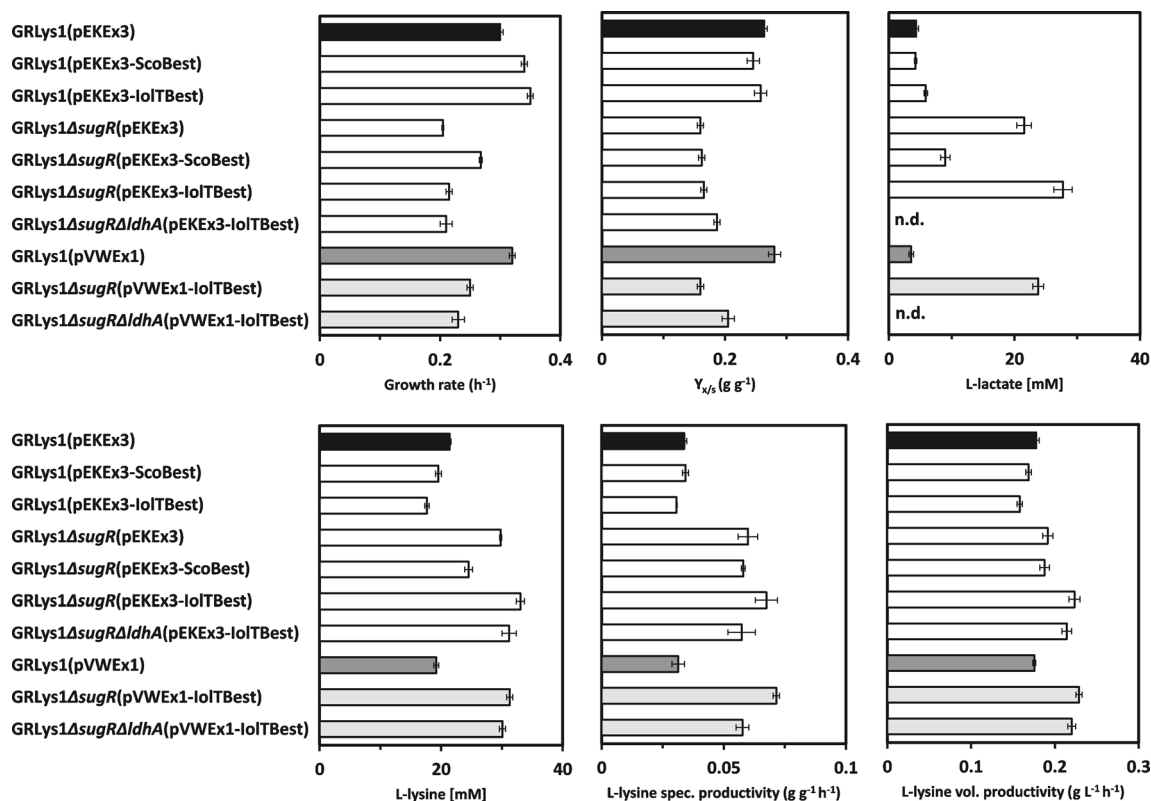 GRLys1(pEKEx3)
GRLys1(pEKEx3-ScoBest)
GRLys1(pEKEx3-IolTBest)
GRLys1ΔsugR(pEKEx3)
GRLys1ΔsugR(pEKEx3-ScoBest)
GRLys1ΔsugR(pEKEx3-IolTBest)
GRLys1ΔsugRΔldhA(pEKEx3-IolTBest)
GRLys1(pVWEx1)
GRLys1ΔsugR(pVWEx1-IolTBest)
GRLys1ΔsugRΔldhA(pVWEx1-IolTBest)
n.d.
n.d.
0 0.2 0.4 0 0.2 0.4 0 20 40
Growth rate (h⁻¹) Yx/s (g g⁻¹) L-lactate [mM]
GRLys1(pEKEx3)
GRLys1(pEKEx3-ScoBest)
GRLys1(pEKEx3-IolTBest)
GRLys1ΔsugR(pEKEx3)
GRLys1ΔsugR(pEKEx3-ScoBest)
GRLys1ΔsugR(pEKEx3-IolTBest)
GRLys1ΔsugRΔldhA(pEKEx3-IolTBest)
GRLys1(pVWEx1)
GRLys1ΔsugR(pVWEx1-IolTBest)
GRLys1ΔsugRΔldhA(pVWEx1-IolTBest)
0 20 40 0 0.05 0.1 0 0.1 0.2 0.3
L-lysine [mM] L-lysine spec. productivity (g g⁻¹ h⁻¹) L-lysine vol. productivity (g L⁻¹ h⁻¹)